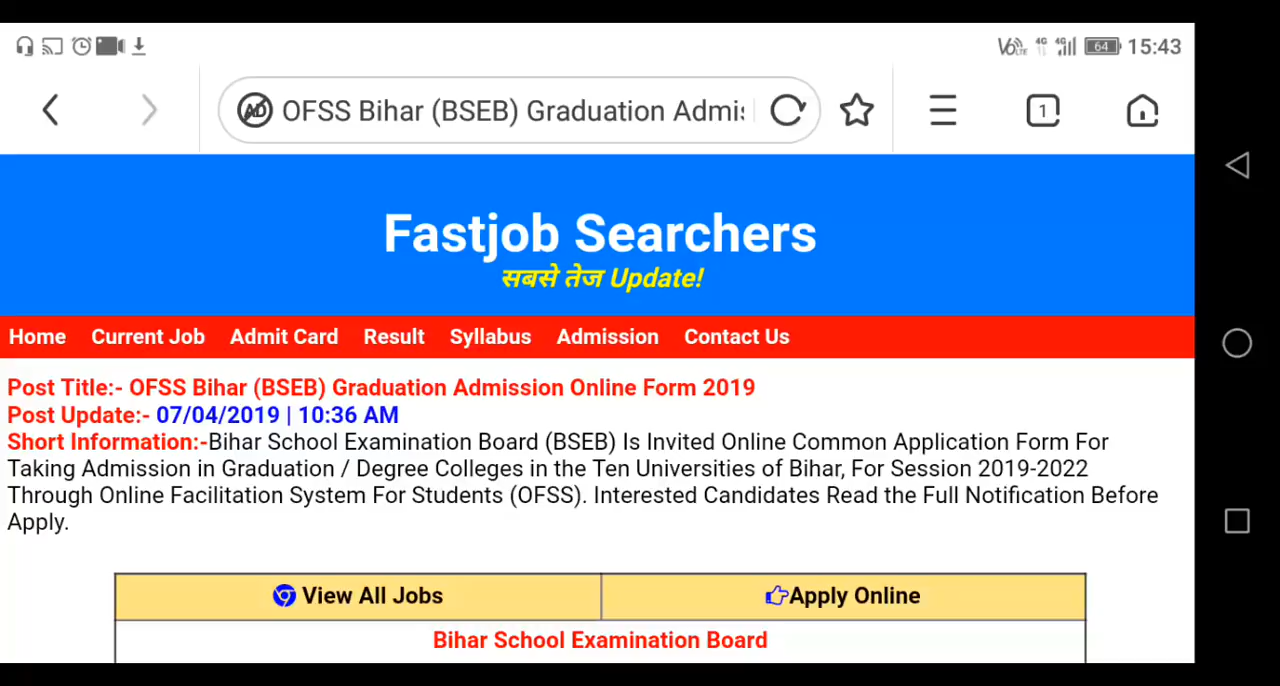 4G 4G 64 15:43
OFSS Bihar (BSEB) Graduation Admi
1
Fastjob Searchers
सबसे तेज Update!
Home Current Job Admit Card Result Syllabus Admission Contact Us
Post Title:- OFSS Bihar (BSEB) Graduation Admission Online Form 2019
Post Update:- 07/04/2019 | 10:36 AM
Short Information:-Bihar School Examination Board (BSEB) Is Invited Online Common Application Form For
Taking Admission in Graduation / Degree Colleges in the Ten Universities of Bihar, For Session 2019-2022
Through Online Facilitation System For Students (OFSS). Interested Candidates Read the Full Notification Before
Apply.
View All Jobs Apply Online
Bihar School Examination Board